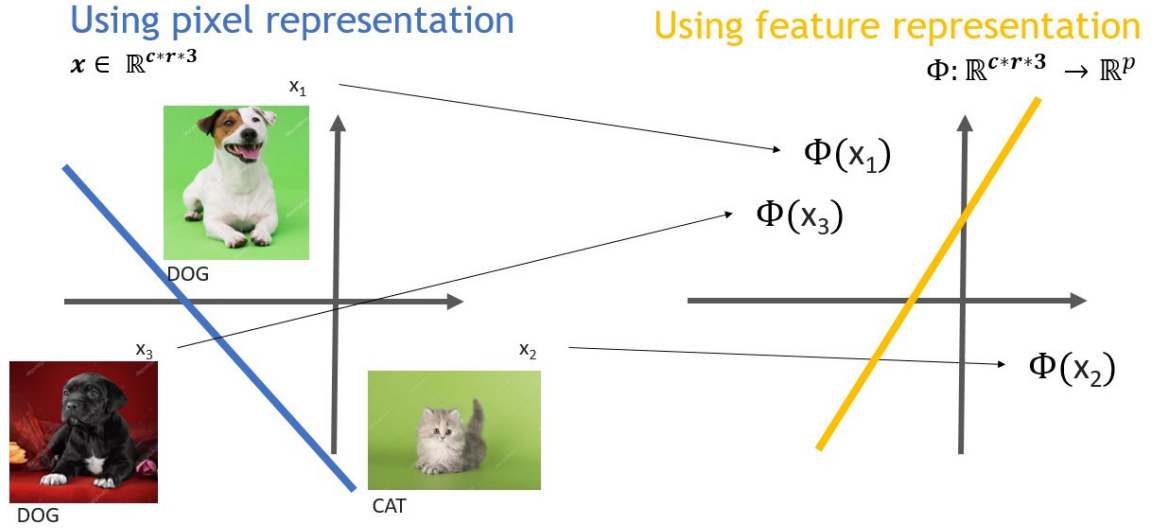 Using pixel representation
x ∈ ℝ^{c*r*3}
x₁
DOG
x₃
DOG
x₂
CAT
Using feature representation
Φ: ℝ^{c*r*3} → ℝ^p
Φ(x₁)
Φ(x₃)
Φ(x₂)